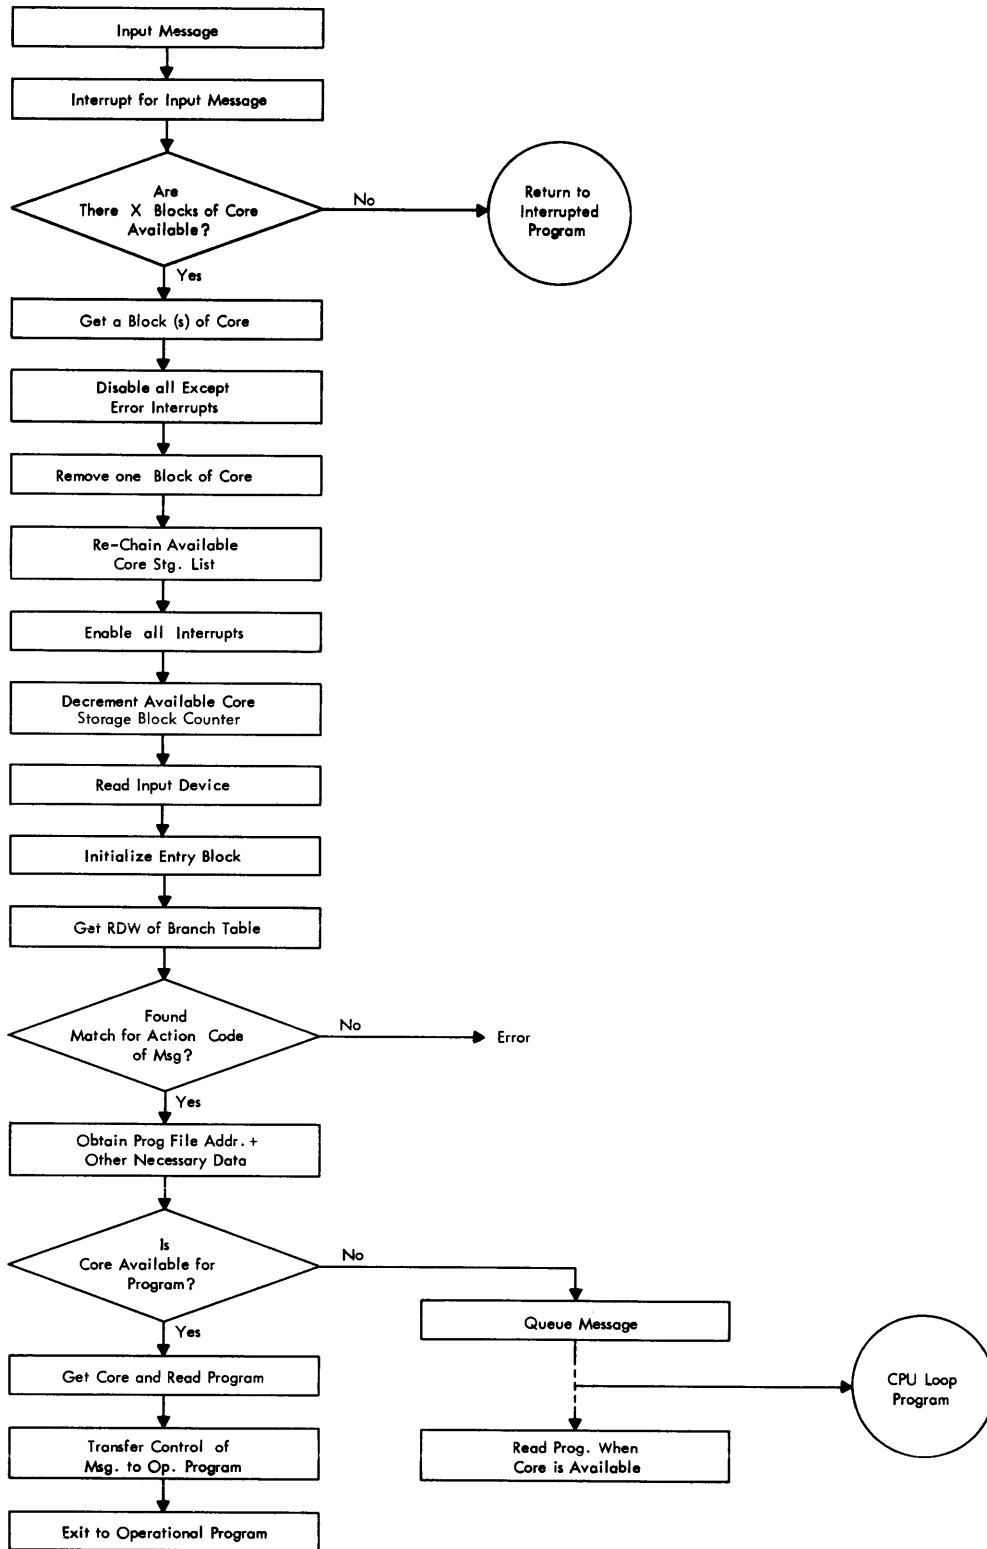 Input Message
Interrupt for Input Message
Are
There X Blocks of Core
Available?
No
Return to
Interrupted
Program
Yes
Get a Block (s) of Core
Disable all Except
Error Interrupts
Remove one Block of Core
Re-Chain Available
Core Stg. List
Enable all Interrupts
Decrement Available Core
Storage Block Counter
Read Input Device
Initialize Entry Block
Get RDW of Branch Table
Found
Match for Action Code
of Msg?
No
Error
Yes
Obtain Prog File Addr. +
Other Necessary Data
Is
Core Available for
Program?
No
Queue Message
Yes
Get Core and Read Program
CPU Loop
Program
Transfer Control of
Msg. to Op. Program
Read Prog. When
Core is Available
Exit to Operational Program